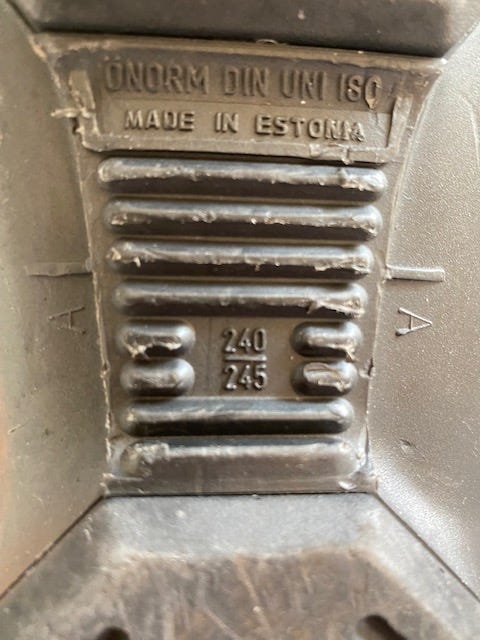 ÖNORM DIN UNI ISO
MADE IN ESTONIA
A A
240
245